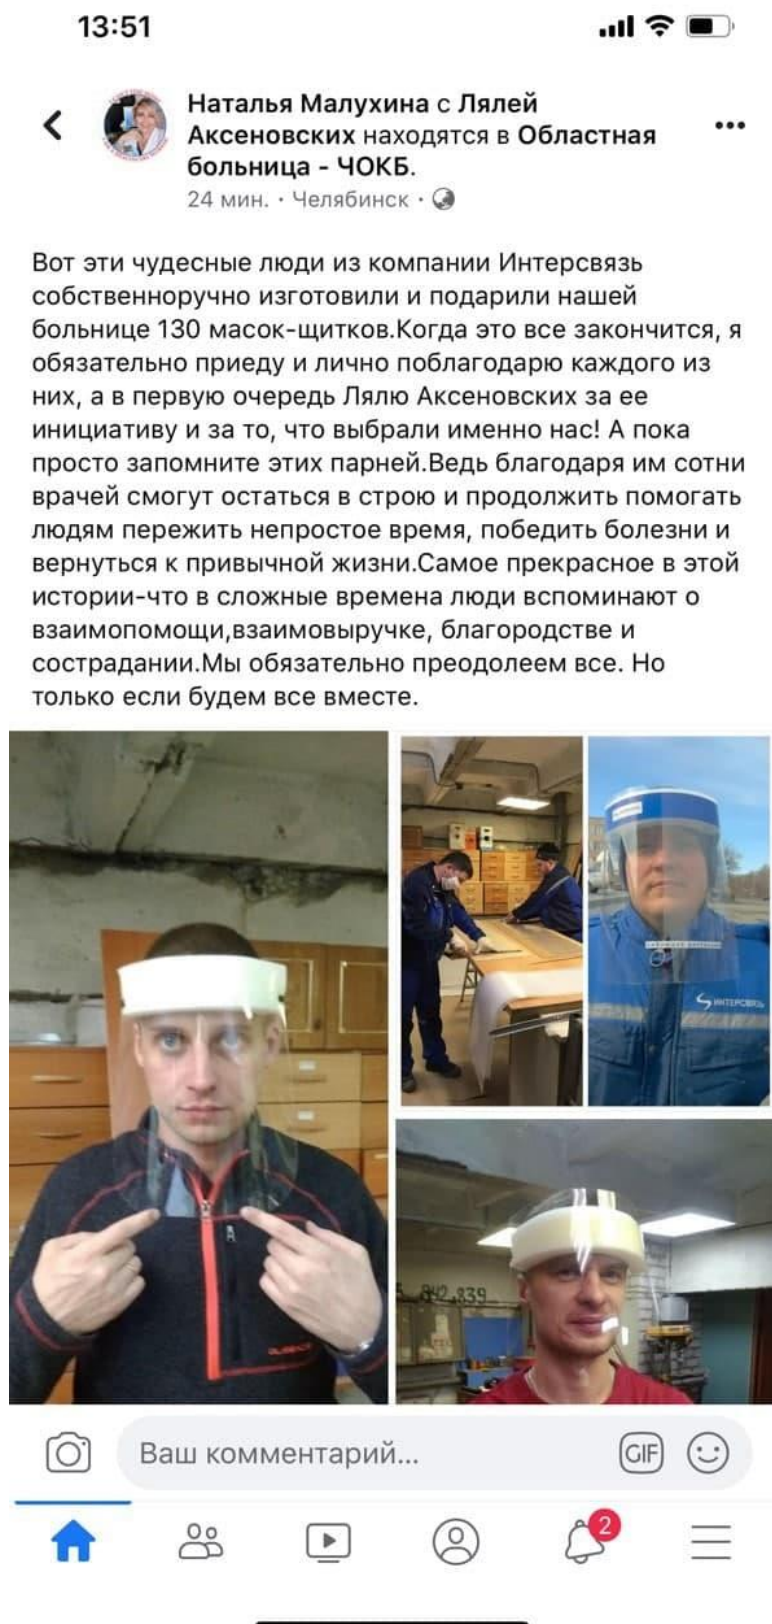 13:51
Наталья Малухина с Лялей
Аксеновских находятся в Областная
больница - ЧОКБ.
24 мин. · Челябинск ·
Вот эти чудесные люди из компании Интерсвязь
собственноручно изготовили и подарили нашей
больнице 130 масок-щитков.Когда это все закончится, я
обязательно приеду и лично поблагодарю каждого из
них, а в первую очередь Лялю Аксеновских за ее
инициативу и за то, что выбрали именно нас! А пока
просто запомните этих парней.Ведь благодаря им сотни
врачей смогут остаться в строю и продолжить помогать
людям пережить непростое время, победить болезни и
вернуться к привычной жизни.Самое прекрасное в этой
истории-что в сложные времена люди вспоминают о
взаимопомощи,взаимовыручке, благородстве и
сострадании.Мы обязательно преодолеем все. Но
только если будем все вместе.
ИНТЕРСВЯЗЬ
842,839
Ваш комментарий...
GIF
2